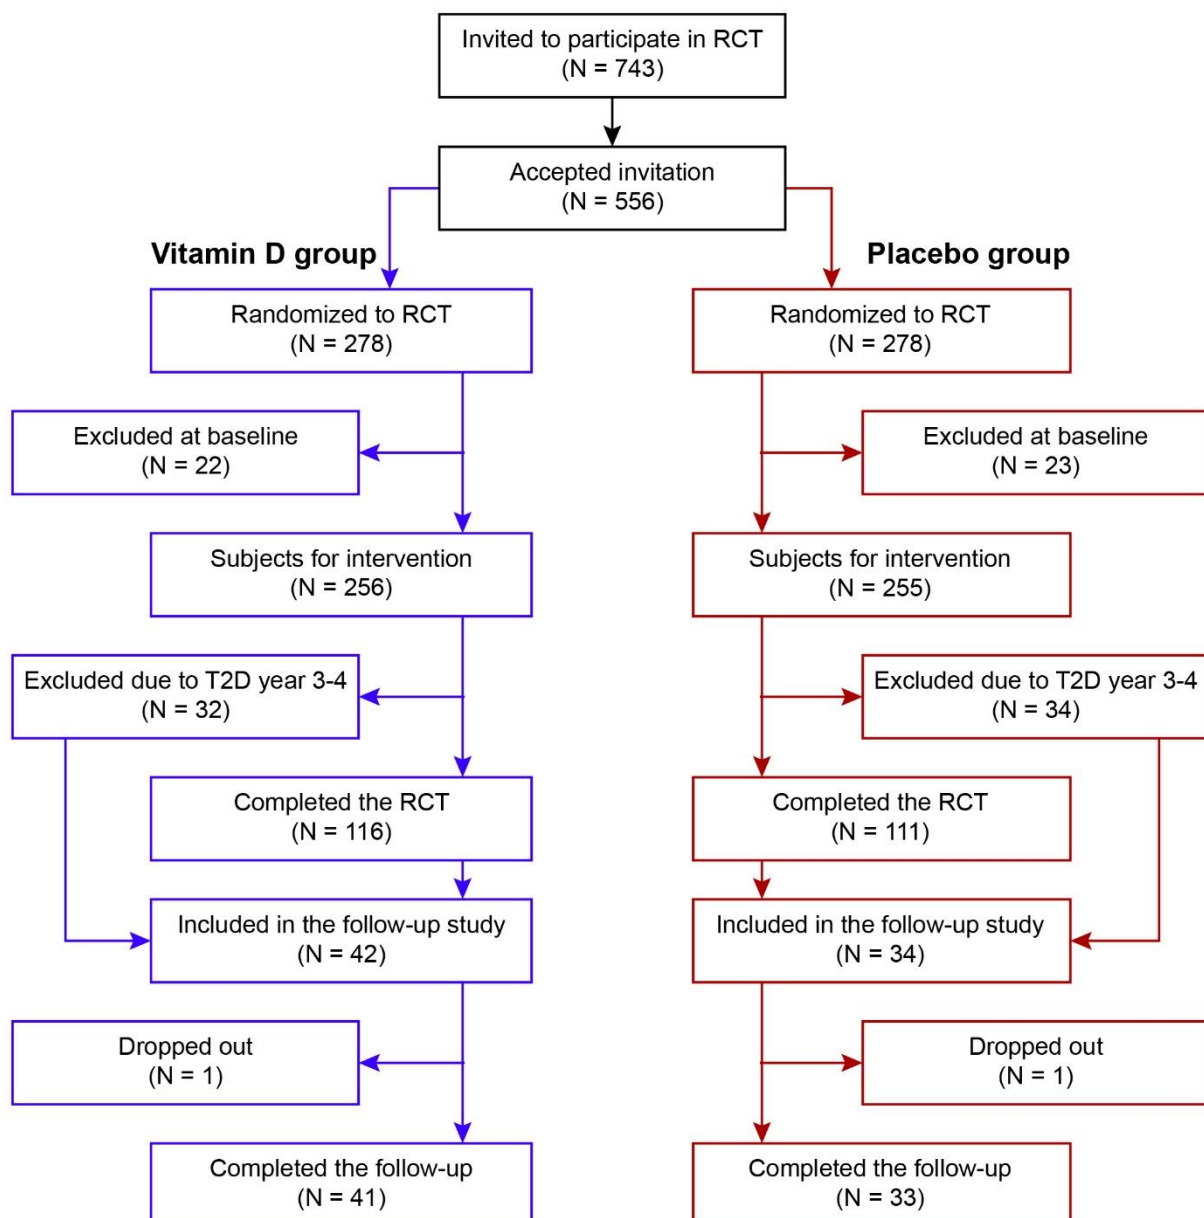 Invited to participate in RCT
(N = 743)
Accepted invitation
(N = 556)
Vitamin D group
Placebo group
Randomized to RCT
(N = 278)
Randomized to RCT
(N = 278)
Excluded at baseline
(N = 22)
Excluded at baseline
(N = 23)
Subjects for intervention
(N = 256)
Subjects for intervention
(N = 255)
Excluded due to T2D year 3-4
(N = 32)
Excluded due to T2D year 3-4
(N = 34)
Completed the RCT
(N = 116)
Completed the RCT
(N = 111)
Included in the follow-up study
(N = 42)
Included in the follow-up study
(N = 34)
Dropped out
(N = 1)
Dropped out
(N = 1)
Completed the follow-up
(N = 41)
Completed the follow-up
(N = 33)